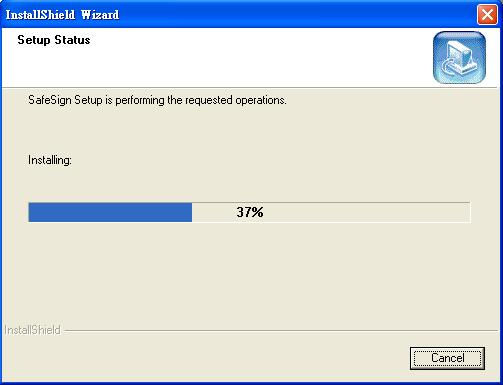 InstallShield Wizard
Setup Status
SafeSign Setup is performing the requested operations.
Installing:
37%
InstallShield
Cancel